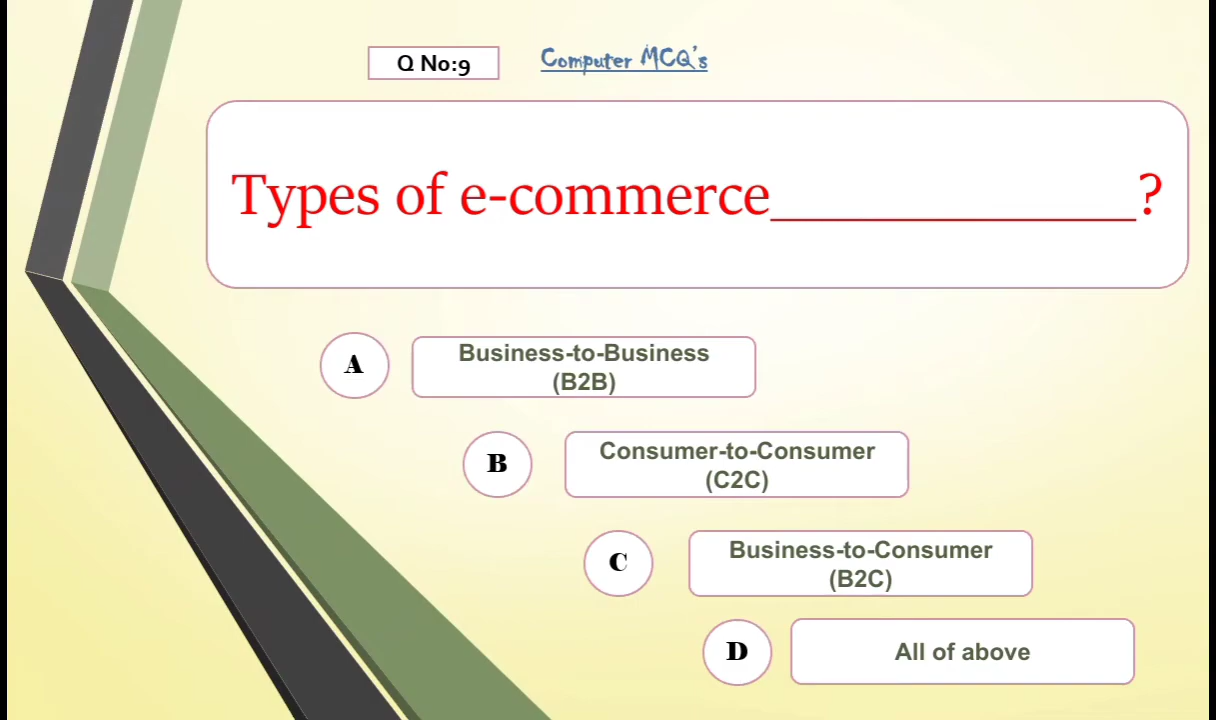 Q No:9
Computer MCQ's
Types of e-commerce______________?
A
Business-to-Business
(B2B)
B
Consumer-to-Consumer
(C2C)
C
Business-to-Consumer
(B2C)
D
All of above